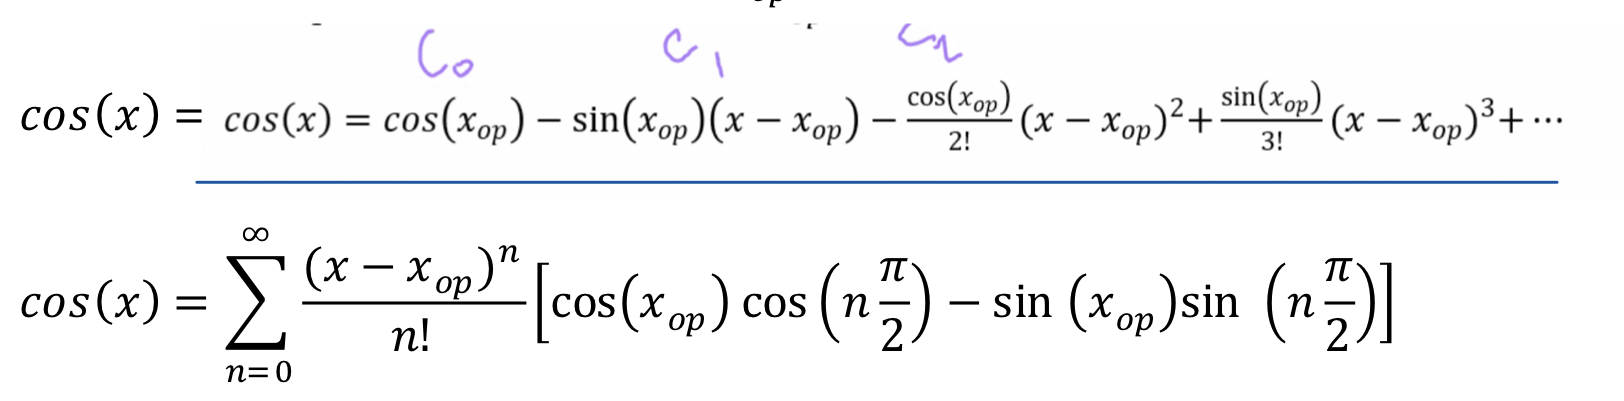 op
C₀ C₁ C₂
cos(x) = cos(x) = cos(x_op) − sin(x_op)(x − x_op) − cos(x_op)/2! (x − x_op)² + sin(x_op)/3! (x − x_op)³ + ⋯
cos(x) = ∑_{n=0}^{∞} (x − x_op)ⁿ/n! [cos(x_op) cos (n π/2) − sin (x_op)sin (n π/2)]